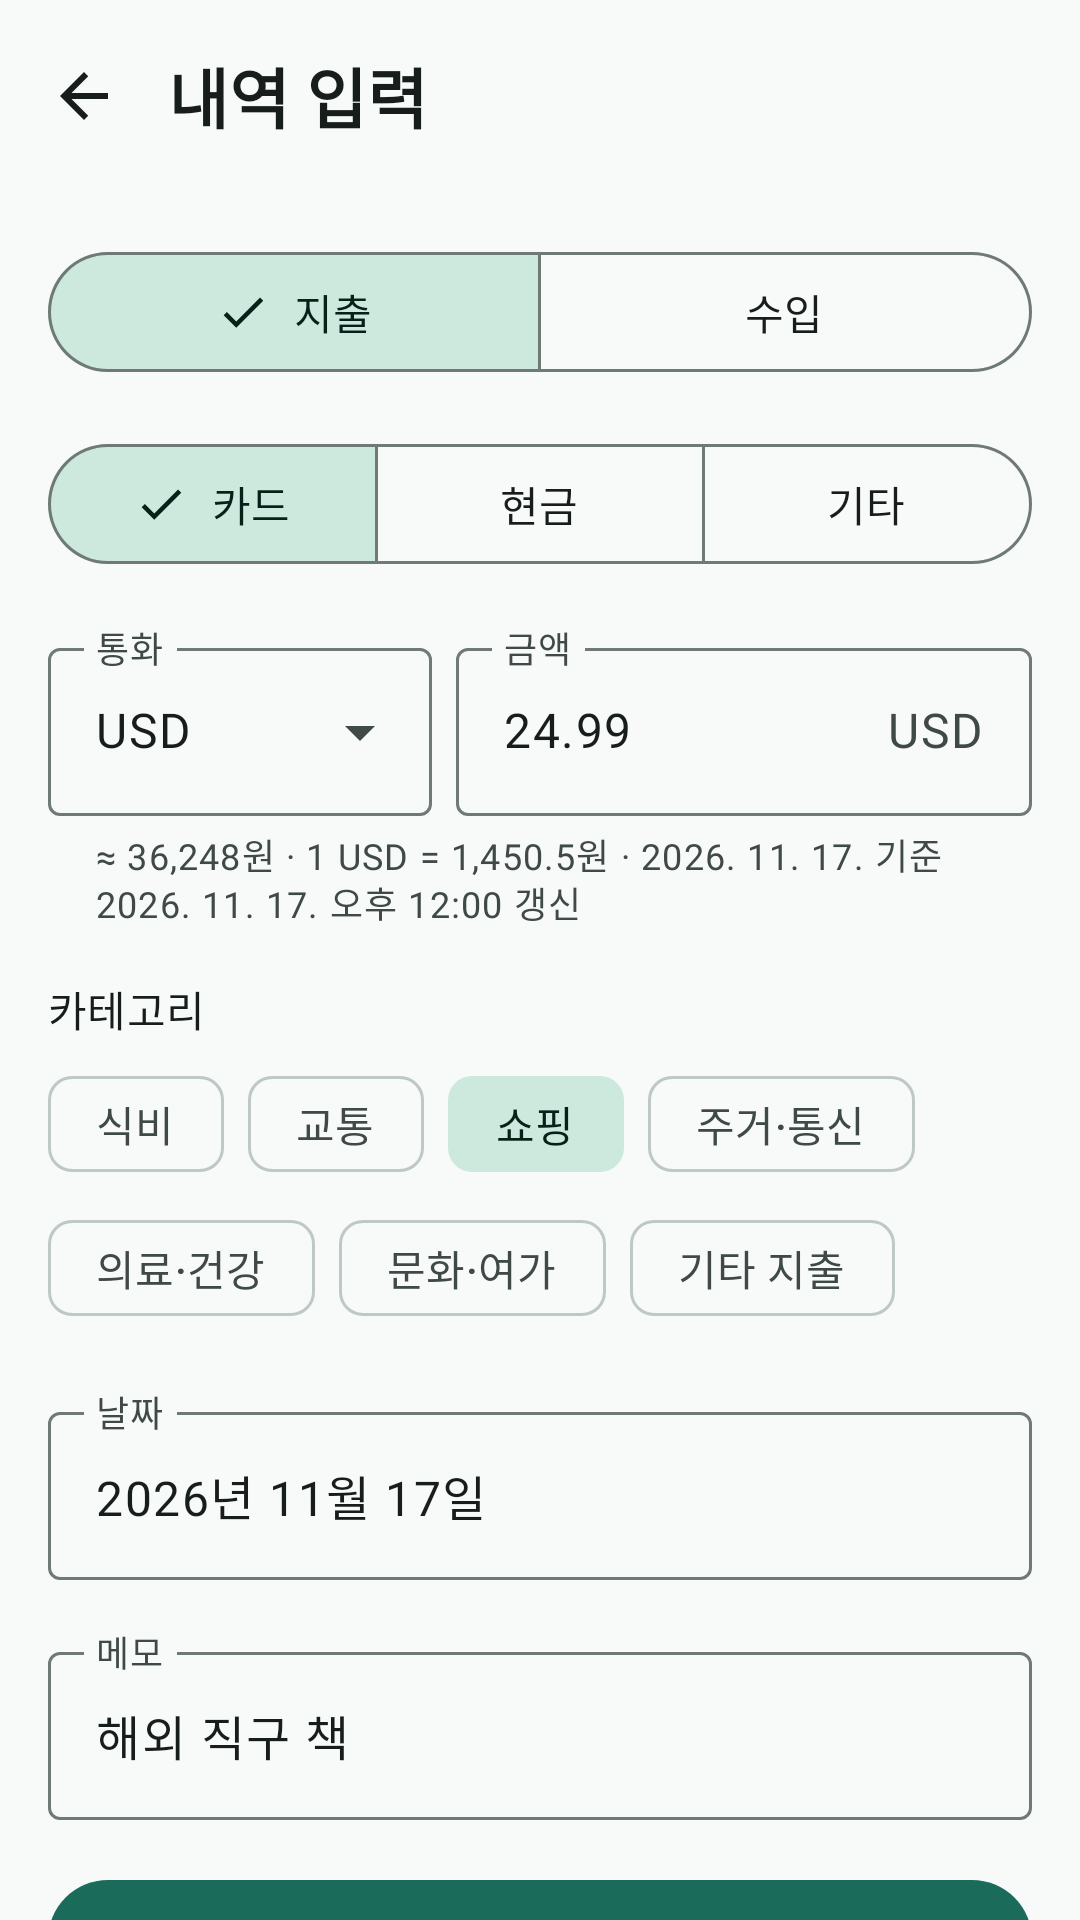 내역 입력
지출 수입
카드 현금 기타
통화 금액
USD 24.99 USD
≈ 36,248원 · 1 USD = 1,450.5원 · 2026. 11. 17. 기준
2026. 11. 17. 오후 12:00 갱신
카테고리
식비 교통 쇼핑 주거·통신
의료·건강 문화·여가 기타 지출
날짜
2026년 11월 17일
메모
해외 직구 책